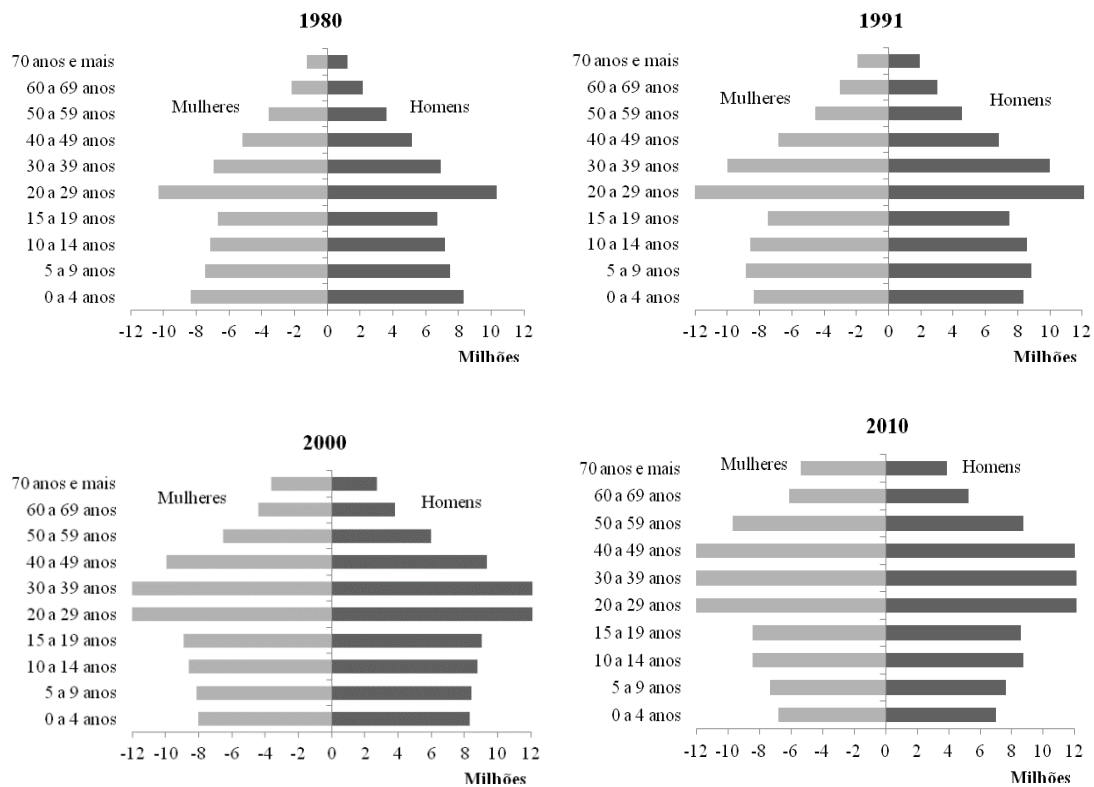 1980
70 anos e mais
60 a 69 anos
Mulheres
Homens
50 a 59 anos
40 a 49 anos
30 a 39 anos
20 a 29 anos
15 a 19 anos
10 a 14 anos
5 a 9 anos
0 a 4 anos
-12 -10 -8 -6 -4 -2 0 2 4 6 8 10 12
Milhões
1991
70 anos e mais
60 a 69 anos
Mulheres
Homens
50 a 59 anos
40 a 49 anos
30 a 39 anos
20 a 29 anos
15 a 19 anos
10 a 14 anos
5 a 9 anos
0 a 4 anos
-12 -10 -8 -6 -4 -2 0 2 4 6 8 10 12
Milhões
2000
70 anos e mais
Mulheres
Homens
60 a 69 anos
50 a 59 anos
40 a 49 anos
30 a 39 anos
20 a 29 anos
15 a 19 anos
10 a 14 anos
5 a 9 anos
0 a 4 anos
-12 -10 -8 -6 -4 -2 0 2 4 6 8 10 12
Milhões
2010
Mulheres
Homens
70 anos e mais
60 a 69 anos
50 a 59 anos
40 a 49 anos
30 a 39 anos
20 a 29 anos
15 a 19 anos
10 a 14 anos
5 a 9 anos
0 a 4 anos
-12 -10 -8 -6 -4 -2 0 2 4 6 8 10 12
Milhões